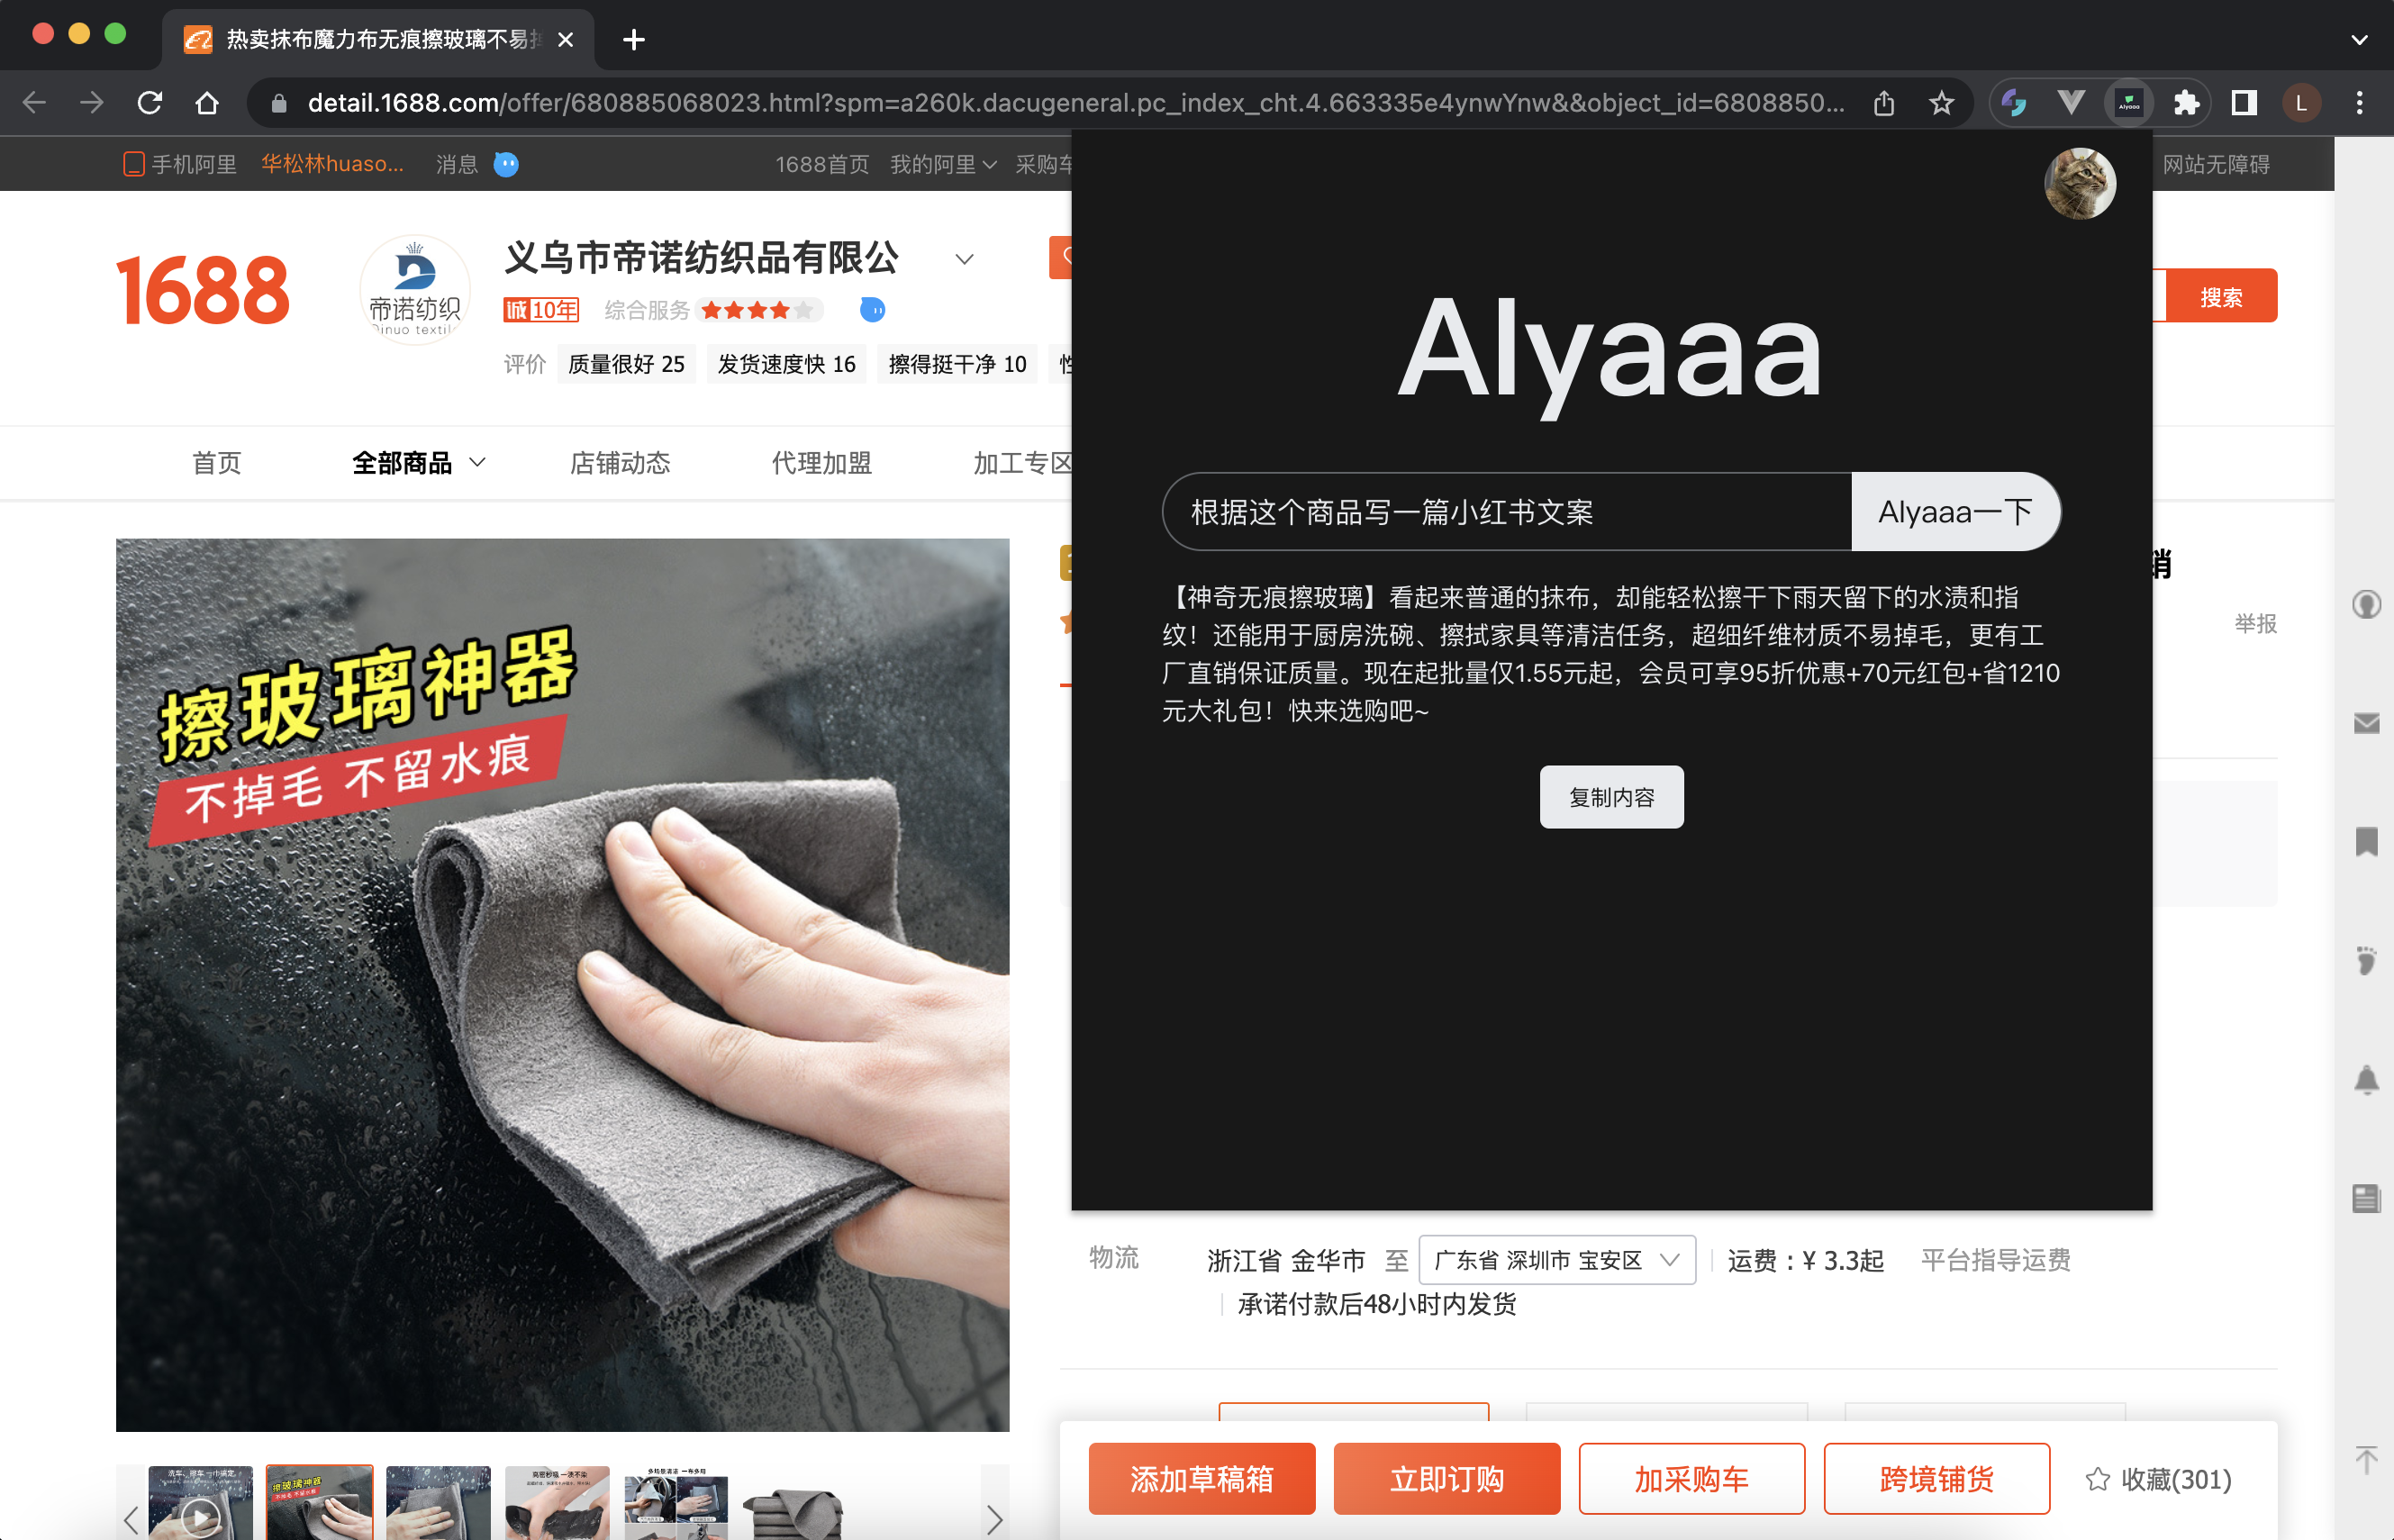 热卖抹布魔力布无痕擦玻璃不易
detail.1688.com/offer/680885068023.html?spm=a260k.dacugeneral.pc_index_cht.4.663335e4ynwYnw&&object_id=6808850...
L
手机阿里
华松林huaso...
消息
1688首页
我的阿里
采购车
网站无障碍
1688
帝诺纺织
Dinuo textile
义乌市帝诺纺织品有限公
诚 10年
综合服务
评价
质量很好 25
发货速度快 16
擦得挺干净 10
搜索
首页
全部商品
店铺动态
代理加盟
加工专区
Alyaaa
根据这个商品写一篇小红书文案
Alyaaa一下
【神奇无痕擦玻璃】看起来普通的抹布，却能轻松擦干下雨天留下的水渍和指
纹！还能用于厨房洗碗、擦拭家具等清洁任务，超细纤维材质不易掉毛，更有工
厂直销保证质量。现在起批量仅1.55元起，会员可享95折优惠+70元红包+省1210
元大礼包！快来选购吧~
复制内容
销
举报
擦玻璃神器
不掉毛 不留水痕
物流
浙江省 金华市
至
广东省 深圳市 宝安区
运费：¥ 3.3起
平台指导运费
承诺付款后48小时内发货
添加草稿箱
立即订购
加采购车
跨境铺货
收藏(301)
擦玻璃神器
不掉毛 不留水痕